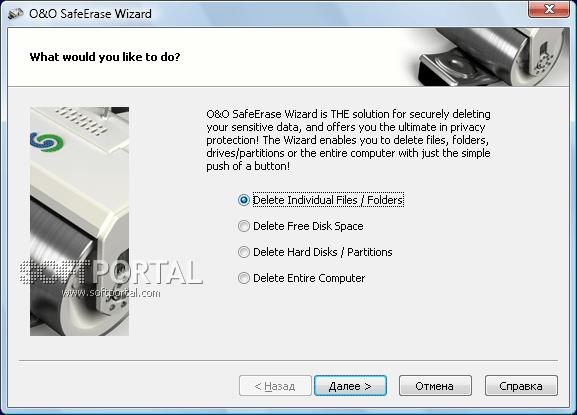 O&O SafeErase Wizard
What would you like to do?
O&O SafeErase Wizard is THE solution for securely deleting
your sensitive data, and offers you the ultimate in privacy
protection! The Wizard enables you to delete files, folders,
drives/partitions or the entire computer with just the simple
push of a button!
Delete Individual Files / Folders
Delete Free Disk Space
Delete Hard Disks / Partitions
Delete Entire Computer
SOFTPORTAL
www.softportal.com
< Назад
Далее >
Отмена
Справка